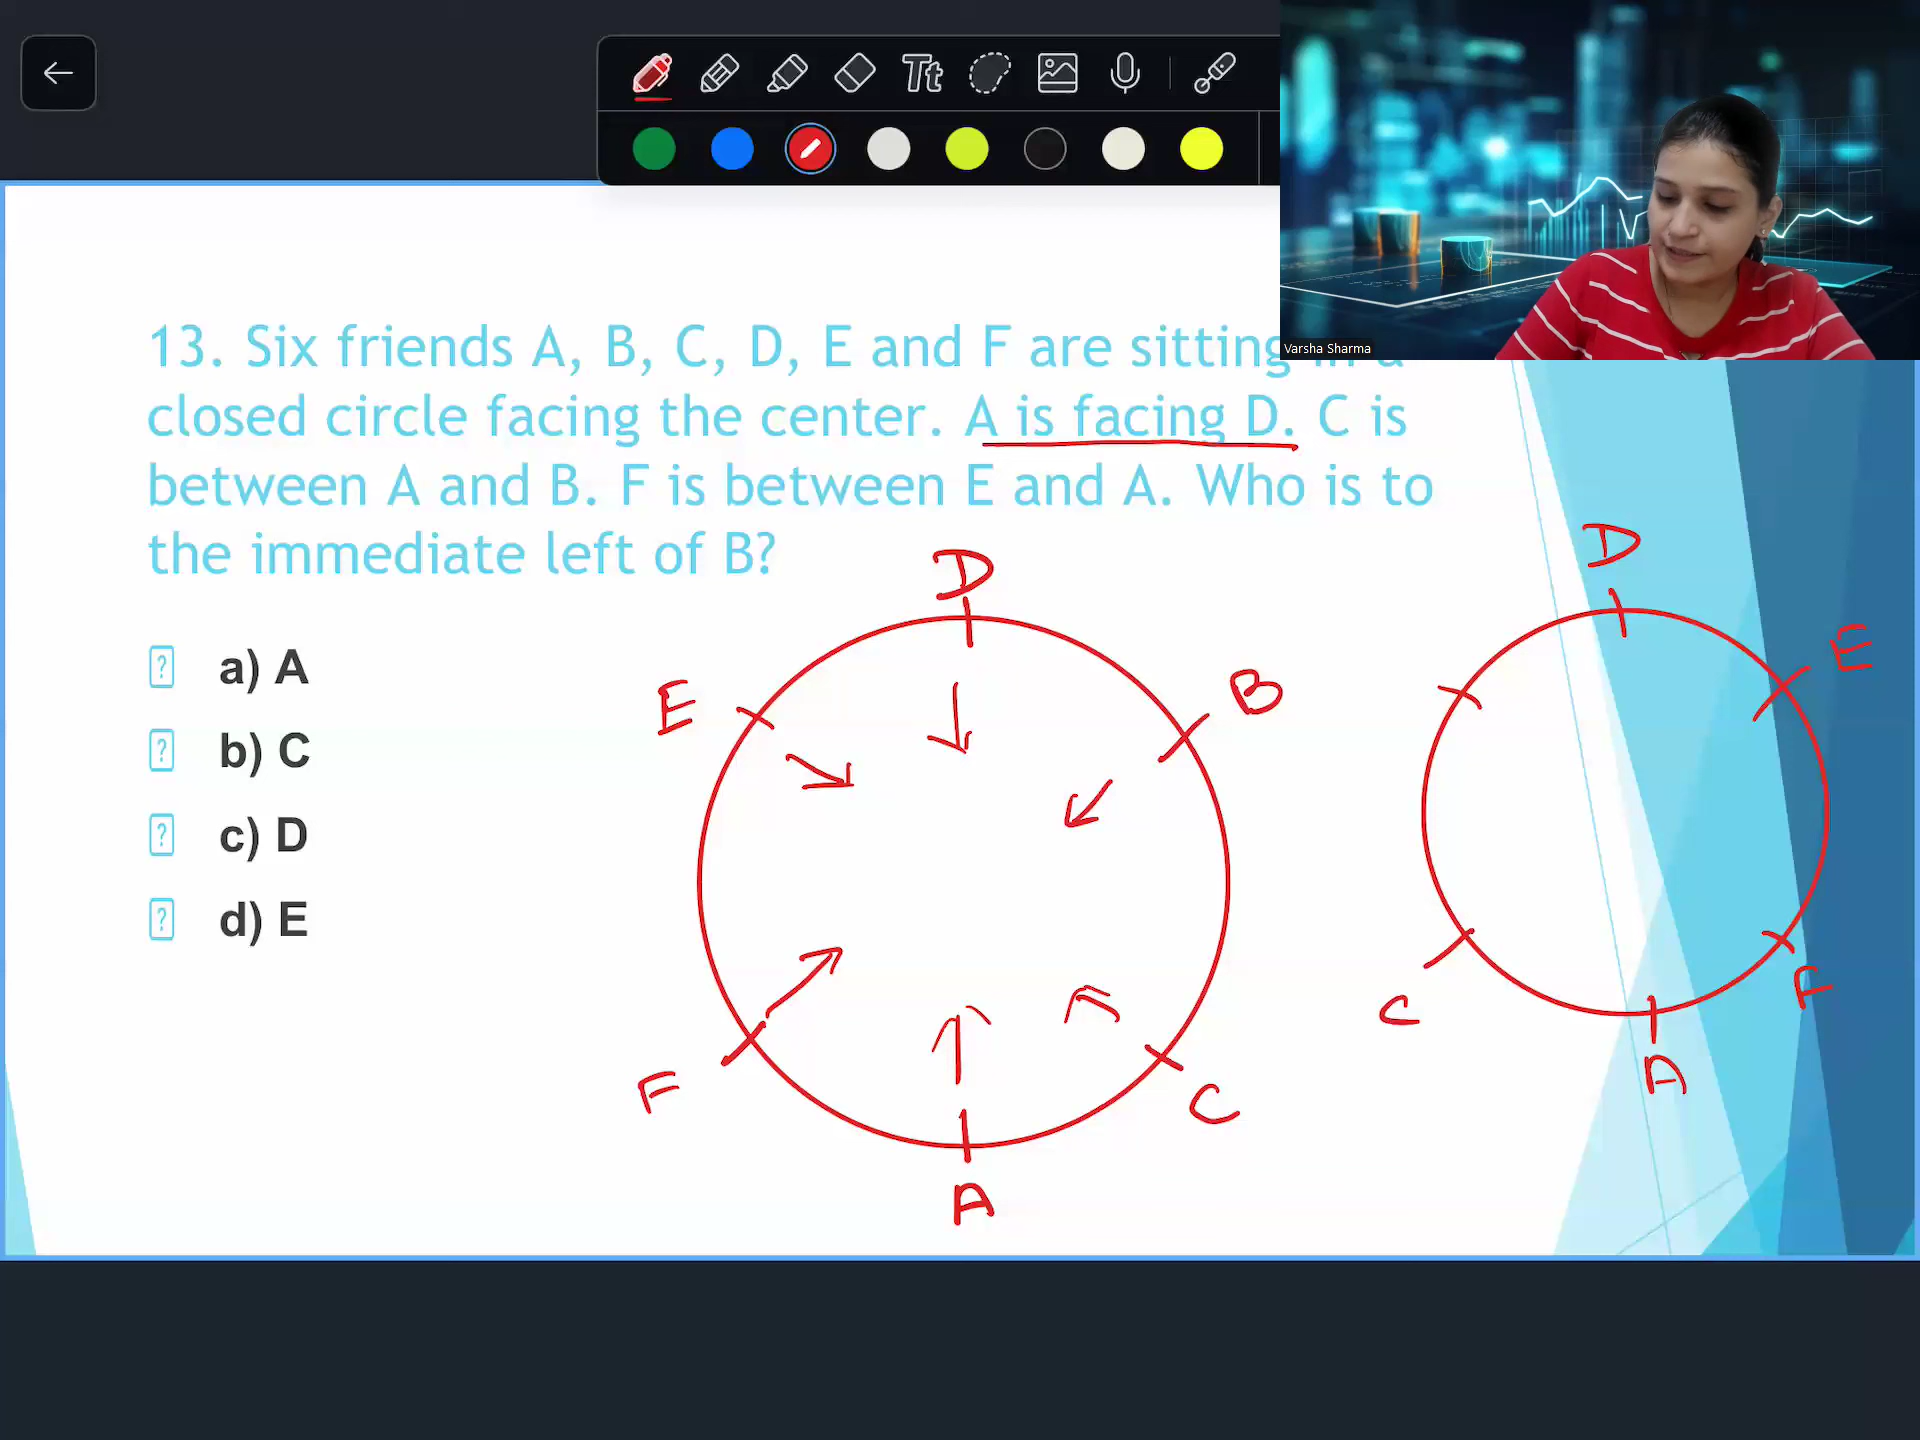 Tt
Varsha Sharma
13. Six friends A, B, C, D, E and F are sitting in a
closed circle facing the center. A is facing D. C is
between A and B. F is between E and A. Who is to
the immediate left of B?
a) A
b) C
c) D
d) E
D
E
B
F
C
A
D
E
C
F
A